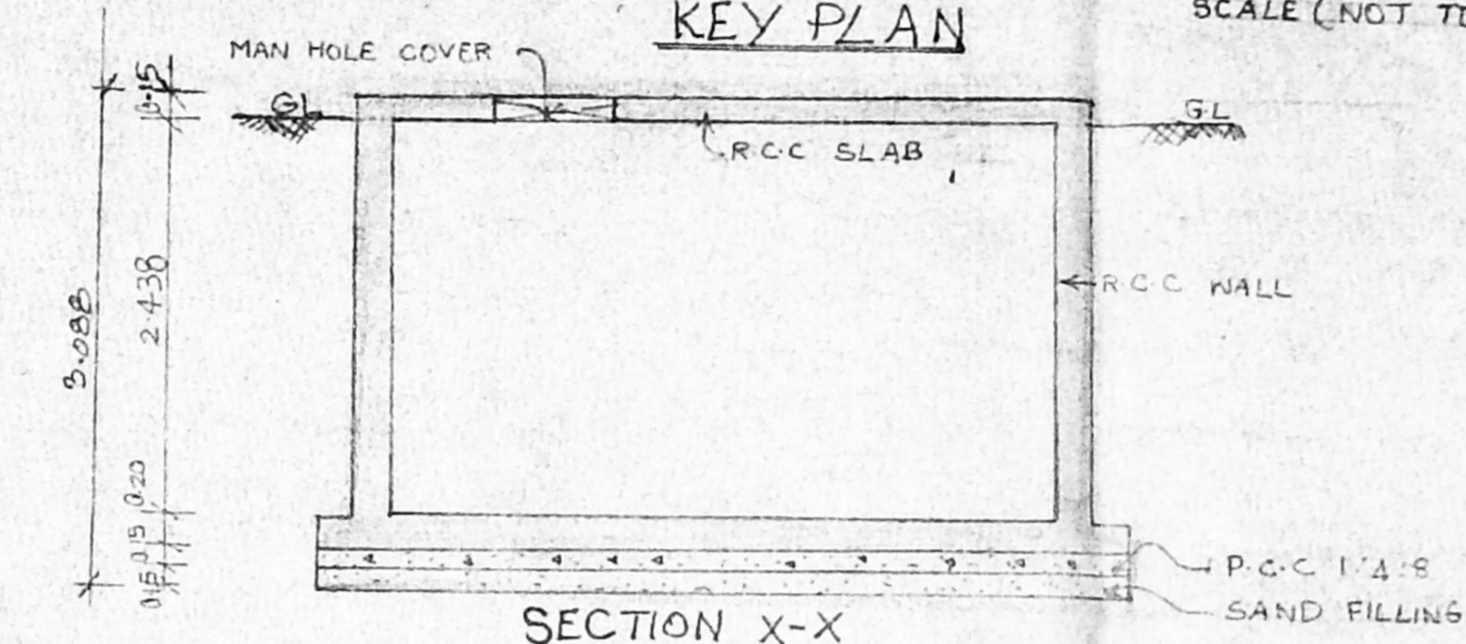 KEY PLAN
SCALE (NOT TO
MAN HOLE COVER
0.15
G.L
G.L
R.C.C SLAB
2.438
3.088
R.C.C WALL
0.20
0.15
0.15
P.C.C 1:4:8
SAND FILLING
SECTION X-X